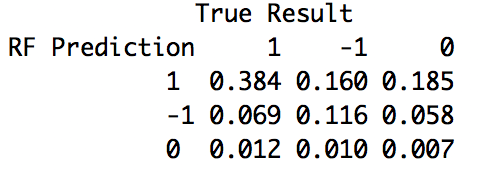 True Result
RF Prediction 1 -1 0
1 0.384 0.160 0.185
-1 0.069 0.116 0.058
0 0.012 0.010 0.007